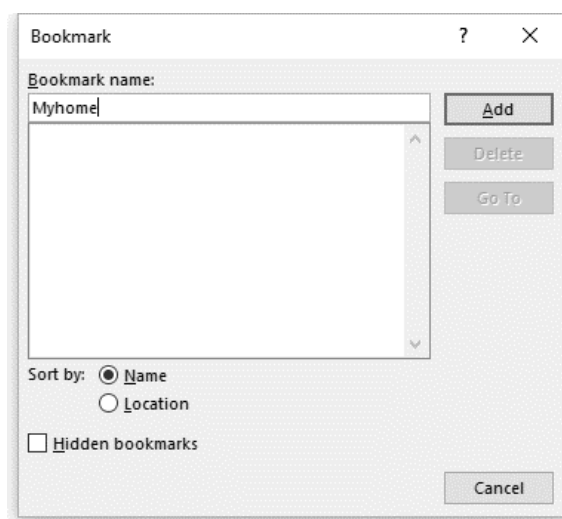 Bookmark ?
Bookmark name:
Myhome
Add
Delete
Go To
Sort by: Name
Location
Hidden bookmarks
Cancel